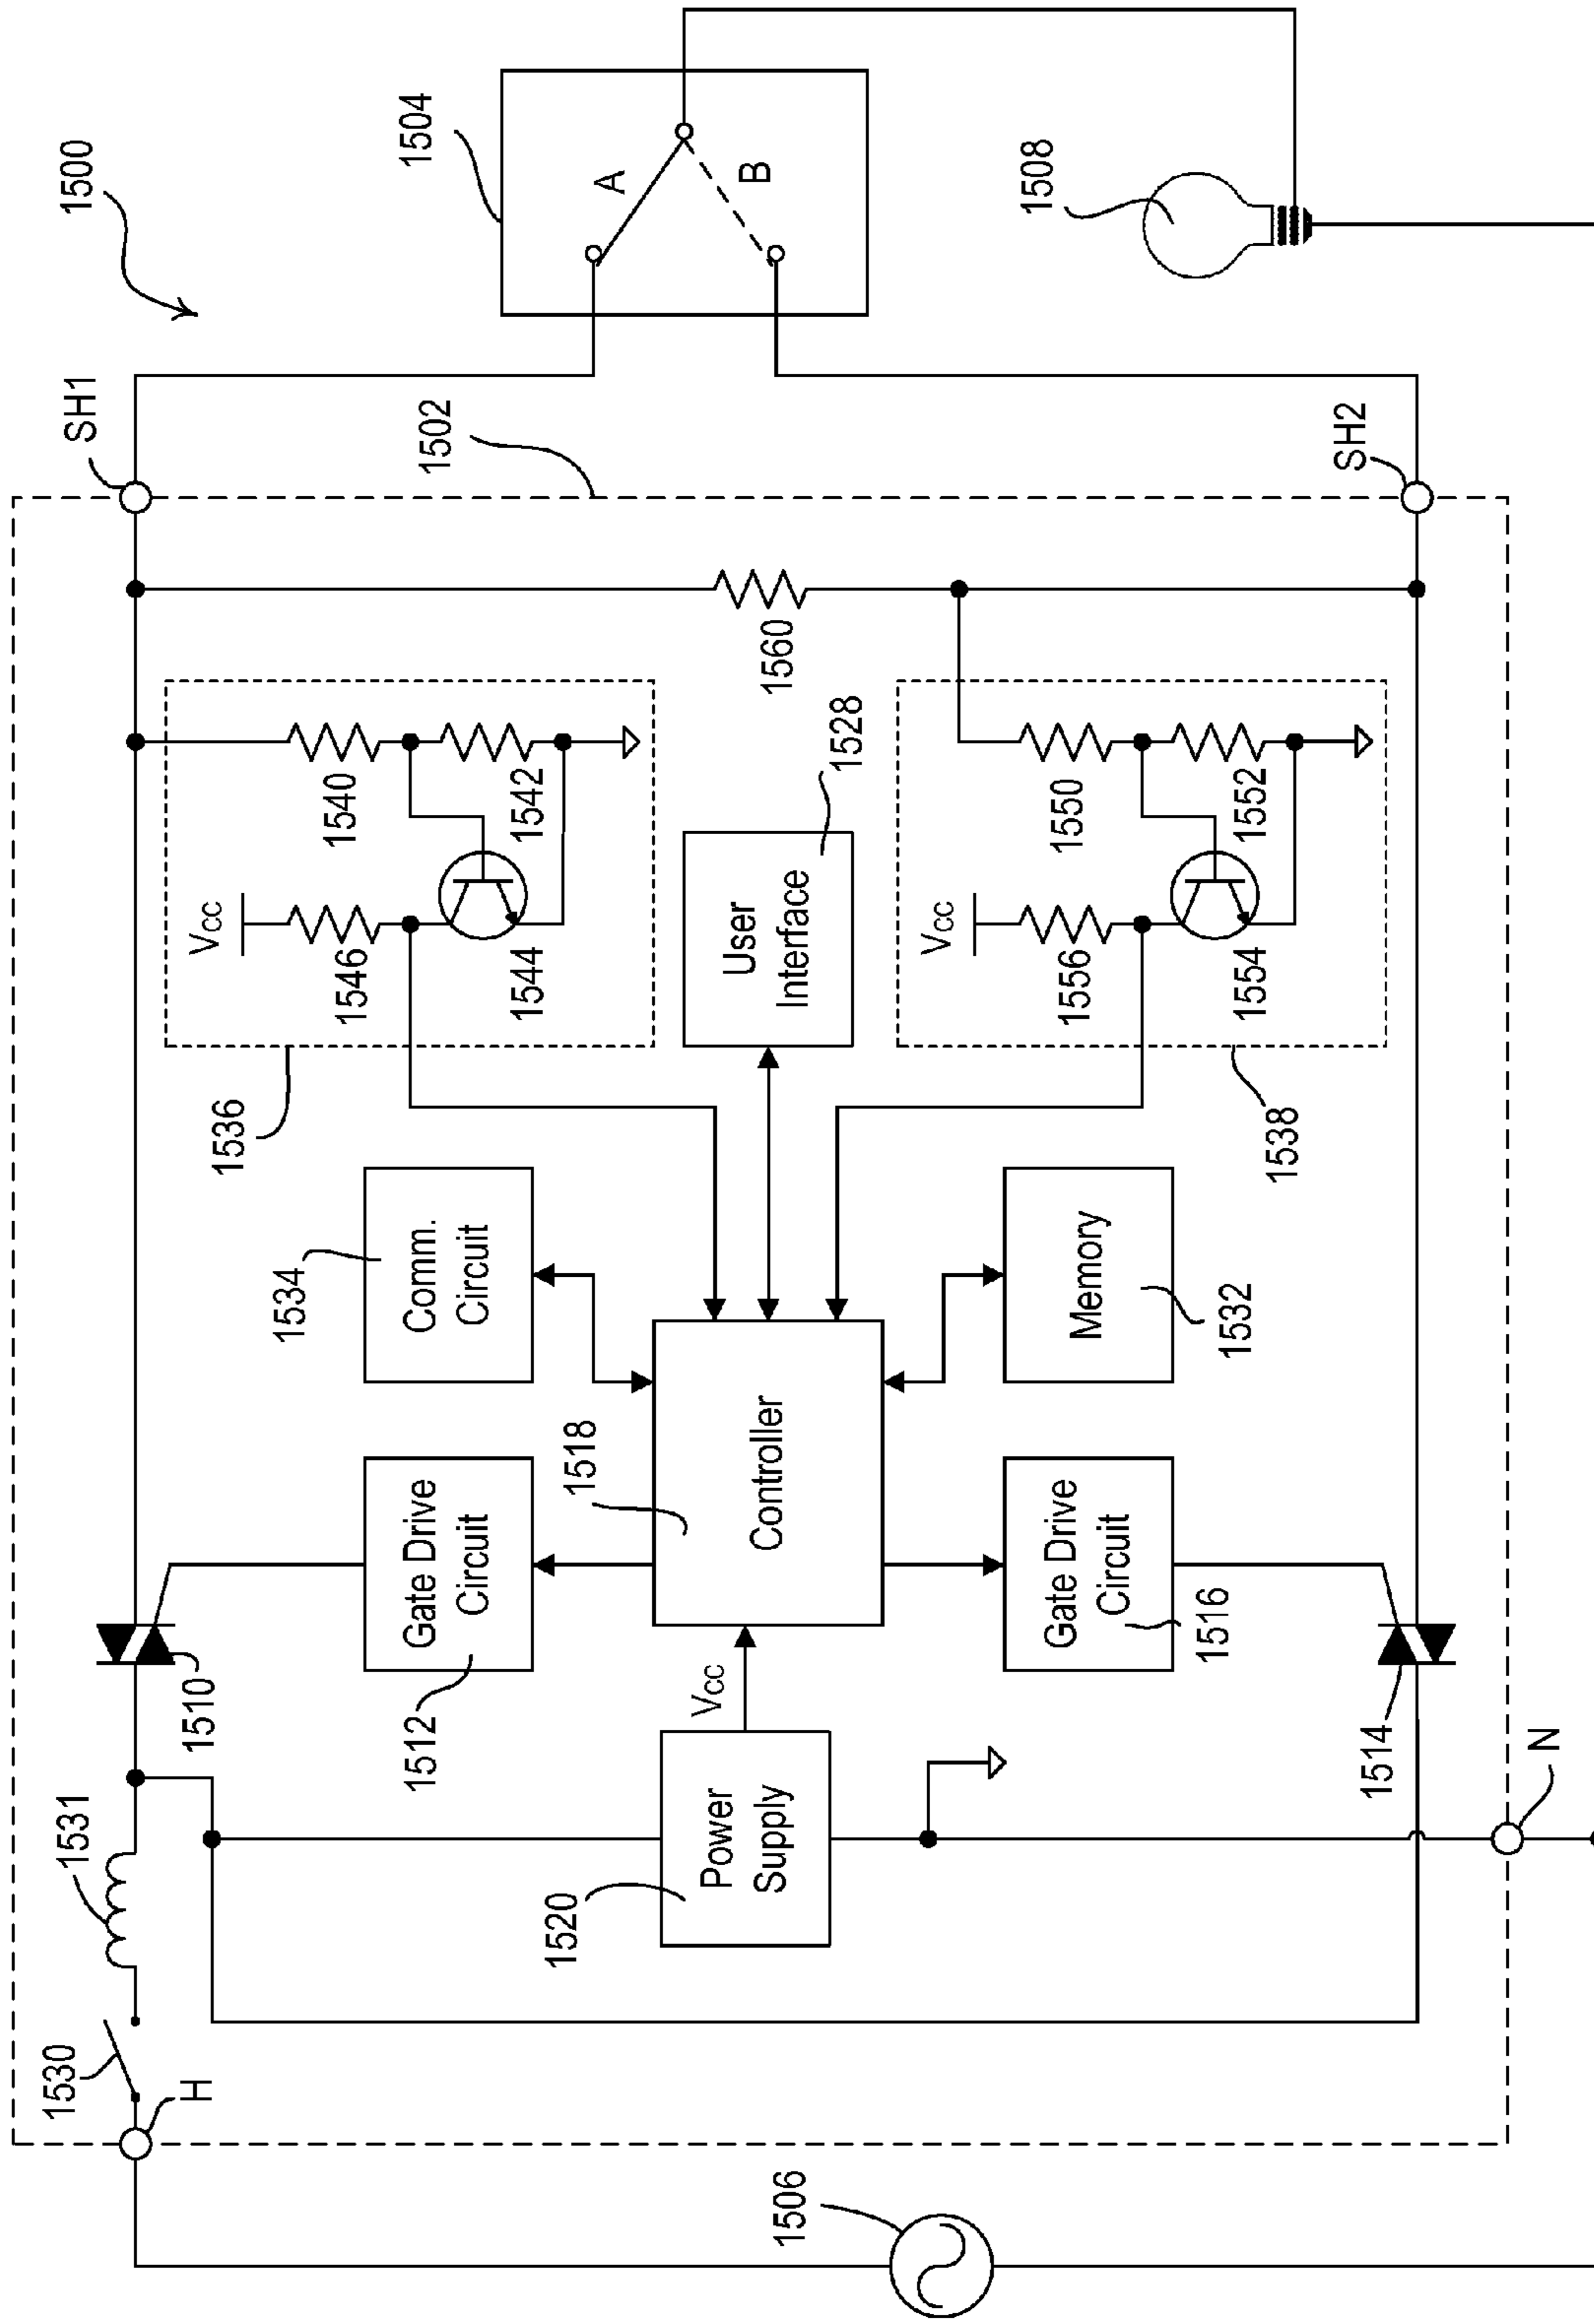 1500
1504
A
B
1508
SH1
1502
SH2
1560
1540
1542
Vcc
1546
1544
1536
User
Interface
1528
1550
1552
Vcc
1556
1554
1538
1534
Comm.
Circuit
Memory
1532
1518
Controller
Gate Drive
Circuit
1512
Gate Drive
Circuit
1516
1510
1514
Vcc
Power
Supply
1520
N
1531
1530
H
1506